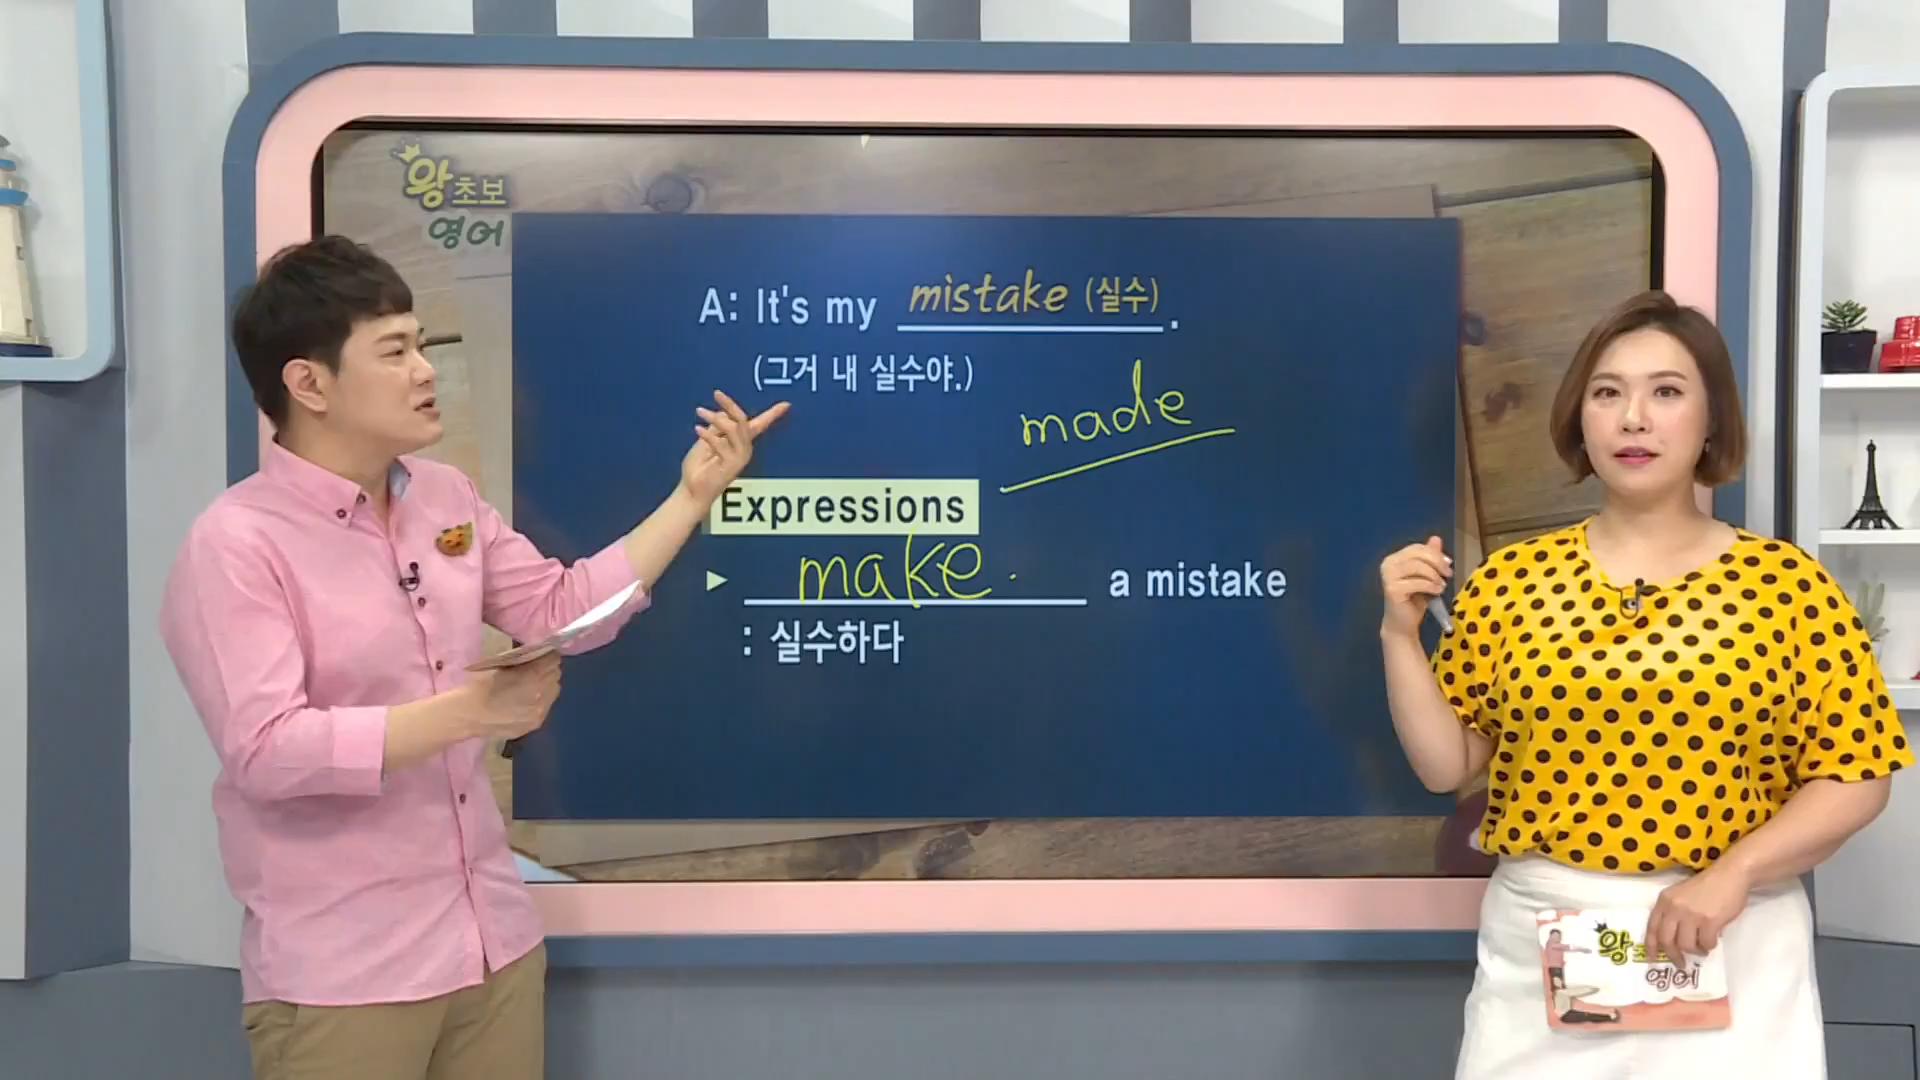 왕초보
영어
A: It's my mistake (실수).
(그거 내 실수야.)
made
Expressions
▶ make. a mistake
: 실수하다
왕초보
영어